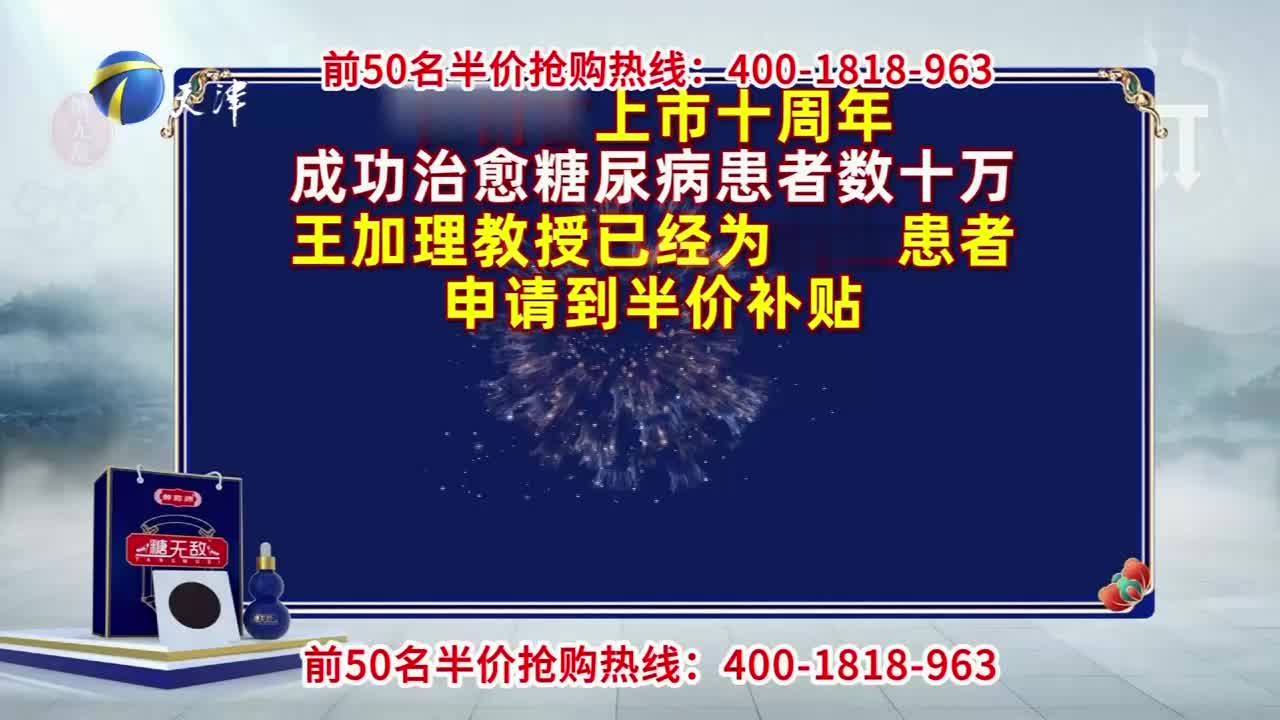 前50名半价抢购热线：400-1818-963
天津
上市十周年
成功治愈糖尿病患者数十万
王加理教授已经为 患者
申请到半价补贴
糖无敌
前50名半价抢购热线：400-1818-963